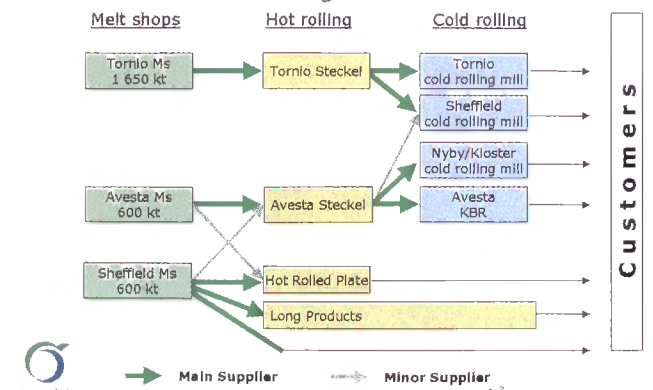 Melt shops
Hot rolling
Cold rolling
Tornio Ms
1 650 kt
Tornio Steckel
Tornio
cold rolling mill
Sheffield
cold rolling mill
Nyby/Kloster
cold rolling mill
Avesta Ms
600 kt
Avesta Steckel
Avesta
KBR
Sheffield Ms
600 kt
Hot Rolled Plate
Long Products
Customers
Main Supplier
Minor Supplier